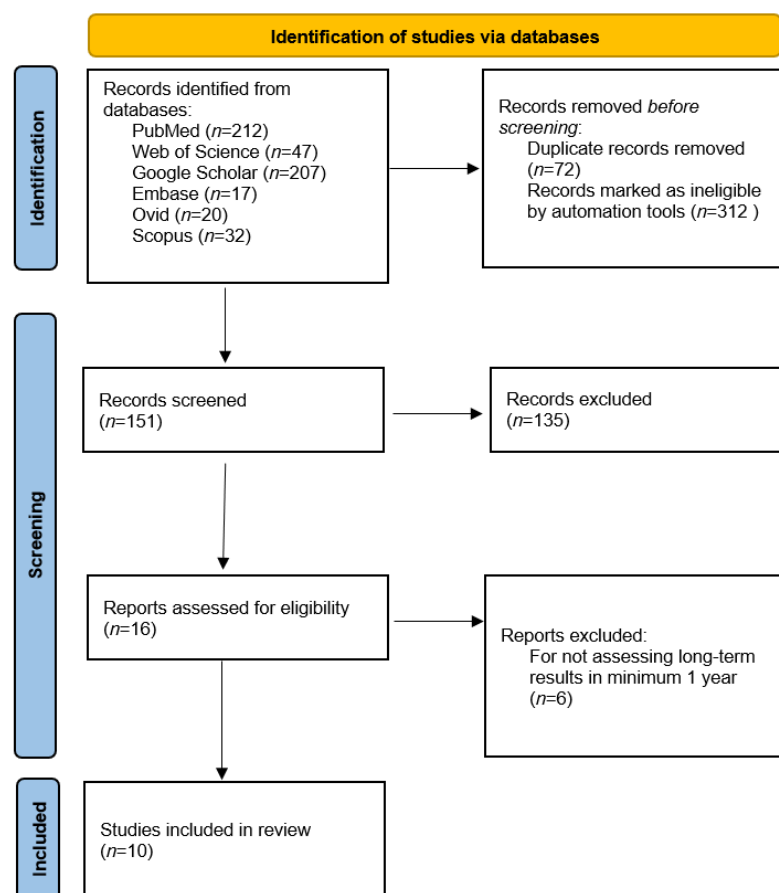 Identification of studies via databases
Identification
Records identified from
databases:
PubMed (n=212)
Web of Science (n=47)
Google Scholar (n=207)
Embase (n=17)
Ovid (n=20)
Scopus (n=32)
Records removed before
screening:
Duplicate records removed
(n=72)
Records marked as ineligible
by automation tools (n=312 )
Screening
Records screened
(n=151)
Records excluded
(n=135)
Reports assessed for eligibility
(n=16)
Reports excluded:
For not assessing long-term
results in minimum 1 year
(n=6)
Included
Studies included in review
(n=10)